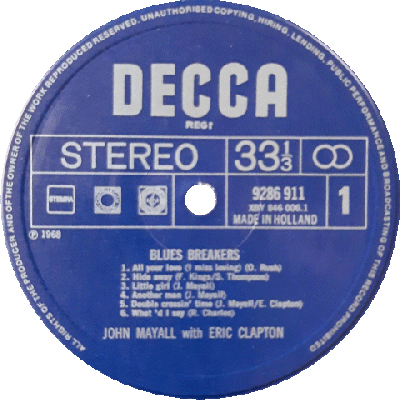 ALL RIGHTS OF THE PRODUCER AND OF THE OWNER OF THE WORK REPRODUCED RESERVED. UNAUTHORISED COPYING, HIRING, LENDING, PUBLIC PERFORMANCE AND BROADCASTING OF THIS RECORD PROHIBITED
DECCA
REGT
STEREO 33⅓
STEMRA
9286 911
XBY 846 006.1
MADE IN HOLLAND
1
℗ 1968
BLUES BREAKERS
1. All your love (I miss loving) (O. Rush)
2. Hide away (F. Kings/S. Thompson)
3. Little girl (J. Mayall)
4. Another man (J. Mayall)
5. Double crossin' time (J. Mayall/E. Clapton)
6. What 'd I say (R. Charles)
JOHN MAYALL with ERIC CLAPTON